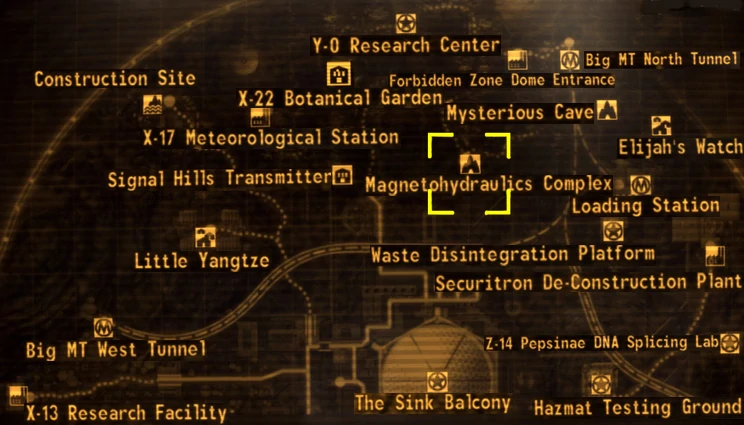 Y-0 Research Center
Big MT North Tunnel
Construction Site
Forbidden Zone Dome Entrance
X-22 Botanical Garden
Mysterious Cave
X-17 Meteorological Station
Elijah's Watch
Signal Hills Transmitter
Magnetohydraulics Complex
Loading Station
Little Yangtze
Waste Disintegration Platform
Securitron De-Construction Plant
Big MT West Tunnel
Z-14 Pepsinae DNA Splicing Lab
X-13 Research Facility
The Sink Balcony
Hazmat Testing Ground